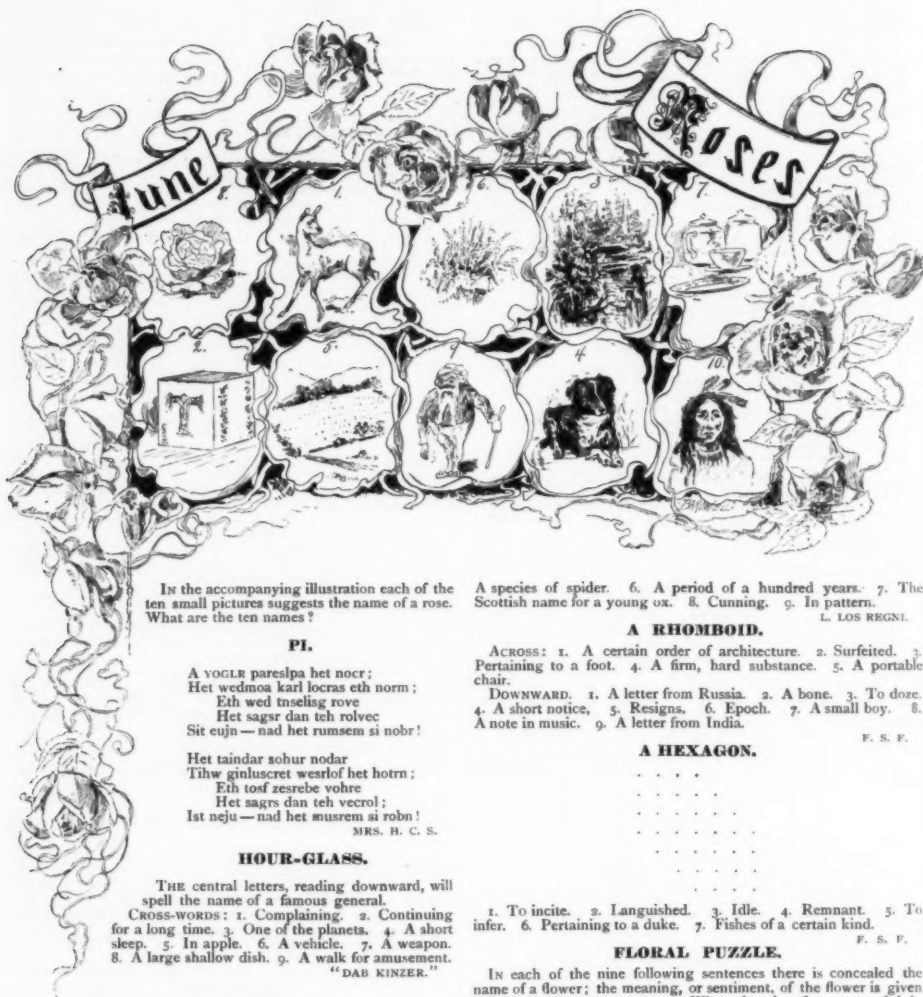 June
Roses
8.
1.
6.
3
7.
2.
5.
9
4.
10.
IN the accompanying illustration each of the
ten small pictures suggests the name of a rose.
What are the ten names?
PI.
A YOGLR pareslpa het nocr;
Het wedmoa karl locras eth norm;
Eth wed tnselisg rove
Het sagsr dan teh rolvec
Sit eujn — nad het rumsem si nobr!
Het taindar sohur nodar
Tihw ginluscret wesrlof het hotrn;
Eth tosf zesrebe vohre
Het sagrs dan teh vecrol;
Ist neju — nad het musrem si robn!
MRS. H. C. S.
HOUR-GLASS.
THE central letters, reading downward, will
spell the name of a famous general.
CROSS-WORDS: 1. Complaining. 2. Continuing
for a long time. 3. One of the planets. 4. A short
sleep. 5. In apple. 6. A vehicle. 7. A weapon.
8. A large shallow dish. 9. A walk for amusement.
"DAB KINZER."
A species of spider. 6. A period of a hundred years. 7. The
Scottish name for a young ox. 8. Cunning. 9. In pattern.
L. LOS REGNI.
A RHOMBOID.
ACROSS: 1. A certain order of architecture. 2. Surfeited. 3.
Pertaining to a foot. 4. A firm, hard substance. 5. A portable
chair.
DOWNWARD. 1. A letter from Russia. 2. A bone. 3. To doze.
4. A short notice, 5. Resigns. 6. Epoch. 7. A small boy. 8.
A note in music. 9. A letter from India.
F. S. F.
A HEXAGON.
1. To incite. 2. Languished. 3. Idle. 4. Remnant. 5. To
infer. 6. Pertaining to a duke. 7. Fishes of a certain kind.
F. S. F.
FLORAL PUZZLE.
IN each of the nine following sentences there is concealed the
name of a flower; the meaning, or sentiment, of the flower is given